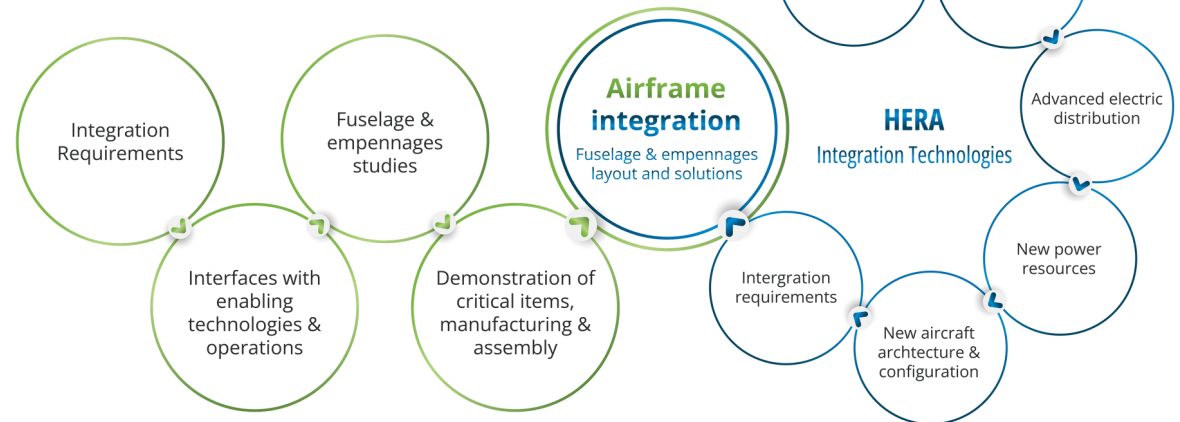 Integration
Requirements
Interfaces with
enabling
technologies &
operations
Fuselage &
empennages
studies
Demonstration of
critical items,
manufacturing &
assembly
Airframe
integration
Fuselage & empennages
layout and solutions
HERA
Integration Technologies
Advanced electric
distribution
New power
resources
New aircraft
archtecture &
configuration
Intergration
requirements